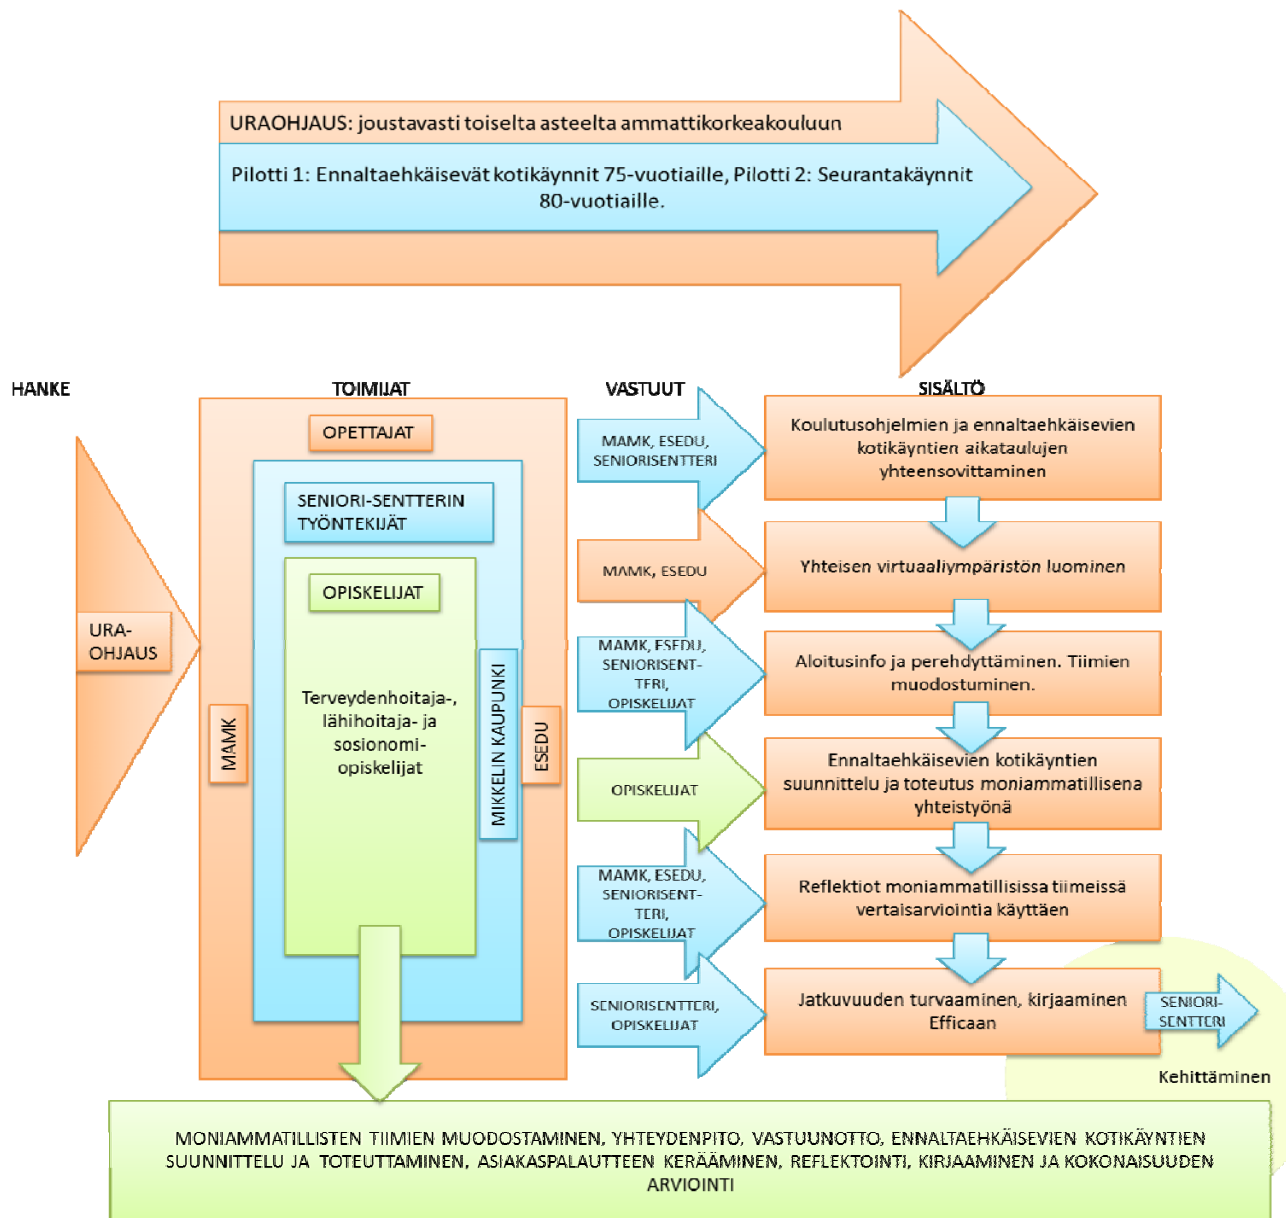 URAOHJAUS: joustavasti toiselta asteelta ammattikorkeakouluun
Pilotti 1: Ennaltaehkäisevät kotikäynnit 75-vuotiaille, Pilotti 2: Seurantakäynnit
80-vuotiaille.
HANKE
TOIMIJAT
VASTUUT
SISÄLTÖ
URA-
OHJAUS
OPETTAJAT
SENIORI-SENTTERIN
TYÖNTEKIJÄT
OPISKELIJAT
Terveydenhoitaja-,
lähihoitaja- ja
sosionomi-
opiskelijat
MAMK
MIKKELIN KAUPUNKI
ESEDU
MAMK, ESEDU,
SENIORISENTTERI
Koulutusohjelmien ja ennaltaehkäisevien
kotikäyntien aikataulujen
yhteensovittaminen
MAMK, ESEDU
Yhteisen virtuaaliympäristön luominen
MAMK, ESEDU,
SENIORISENT-
TERI,
OPISKELIJAT
Aloitusinfo ja perehdyttäminen. Tiimien
muodostuminen.
OPISKELIJAT
Ennaltaehkäisevien kotikäyntien
suunnittelu ja toteutus moniammatillisena
yhteistyönä
MAMK, ESEDU,
SENIORISENT-
TERI,
OPISKELIJAT
Reflektiot moniammatillisissa tiimeissä
vertaisarviointia käyttäen
SENIORISENTTERI,
OPISKELIJAT
Jatkuvuuden turvaaminen, kirjaaminen
Efficaan
SENIORI-
SENTTERI
Kehittäminen
MONIAMMATILLISTEN TIIMIEN MUODOSTAMINEN, YHTEYDENPITO, VASTUUNOTTO, ENNALTAEHKÄISEVIEN KOTIKÄYNTIEN
SUUNNITTELU JA TOTEUTTAMINEN, ASIAKASPALAUTTEEN KERÄÄMINEN, REFLEKTOINTI, KIRJAAMINEN JA KOKONAISUUDEN
ARVIOINTI